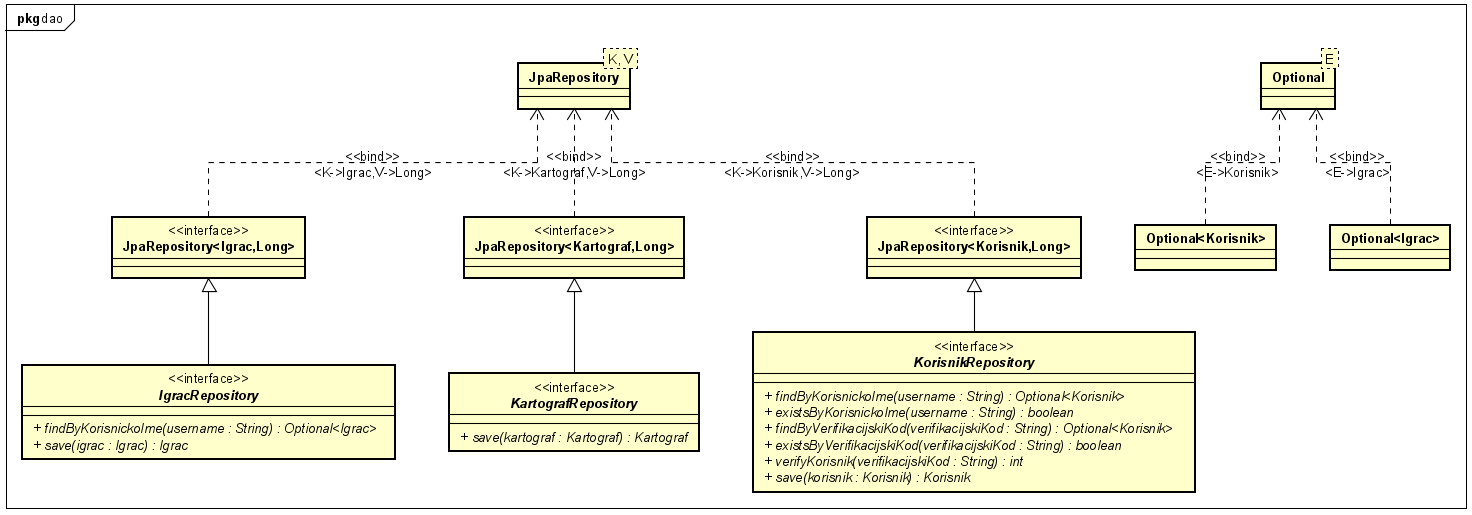 pkg dao
K,V
JpaRepository
E
Optional
<<bind>>
<K->Igrac,V->Long>
<<bind>>
<K->Kartograf,V->Long>
<<bind>>
<K->Korisnik,V->Long>
<<bind>>
<E->Korisnik>
<<bind>>
<E->Igrac>
<<interface>>
JpaRepository<Igrac,Long>
<<interface>>
JpaRepository<Kartograf,Long>
<<interface>>
JpaRepository<Korisnik,Long>
Optional<Korisnik>
Optional<Igrac>
<<interface>>
IgracRepository
+ findByKorisnickoIme(username : String) : Optional<Igrac>
+ save(igrac : Igrac) : Igrac
<<interface>>
KartografRepository
+ save(kartograf : Kartograf) : Kartograf
<<interface>>
KorisnikRepository
+ findByKorisnickoIme(username : String) : Optional<Korisnik>
+ existsByKorisnickoIme(username : String) : boolean
+ findByVerifikacijskiKod(verifikacijskiKod : String) : Optional<Korisnik>
+ existsByVerifikacijskiKod(verifikacijskiKod : String) : boolean
+ verifyKorisnik(verifikacijskiKod : String) : int
+ save(korisnik : Korisnik) : Korisnik